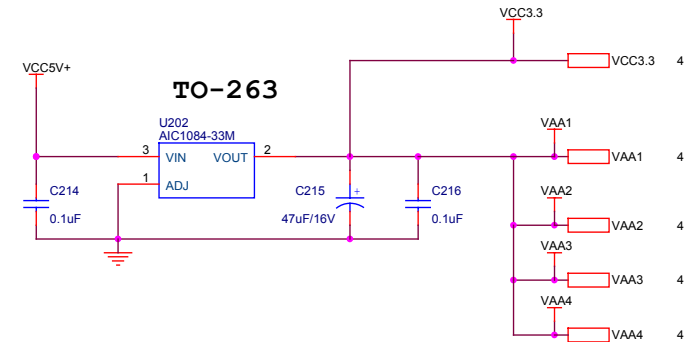 VCC3.3
VCC3.3 4
VCC5V+
TO-263
U202
AIC1084-33M
3 VIN VOUT 2
1 ADJ
VAA1
VAA1 4
C214
0.1uF
C215 +
47uF/16V
C216
0.1uF
VAA2
VAA2 4
VAA3
VAA3 4
VAA4
VAA4 4